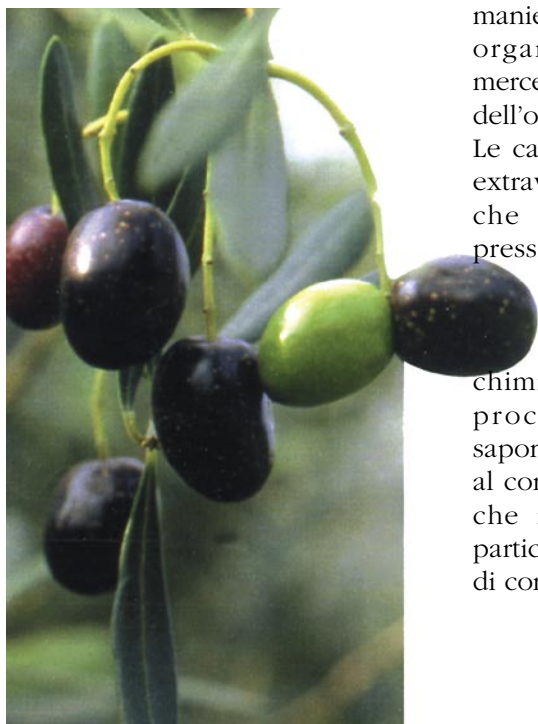 manie
organ
merce
dell'o
Le ca
extrav
che
press
chim
proc
sapor
al cor
che
partic
di cor